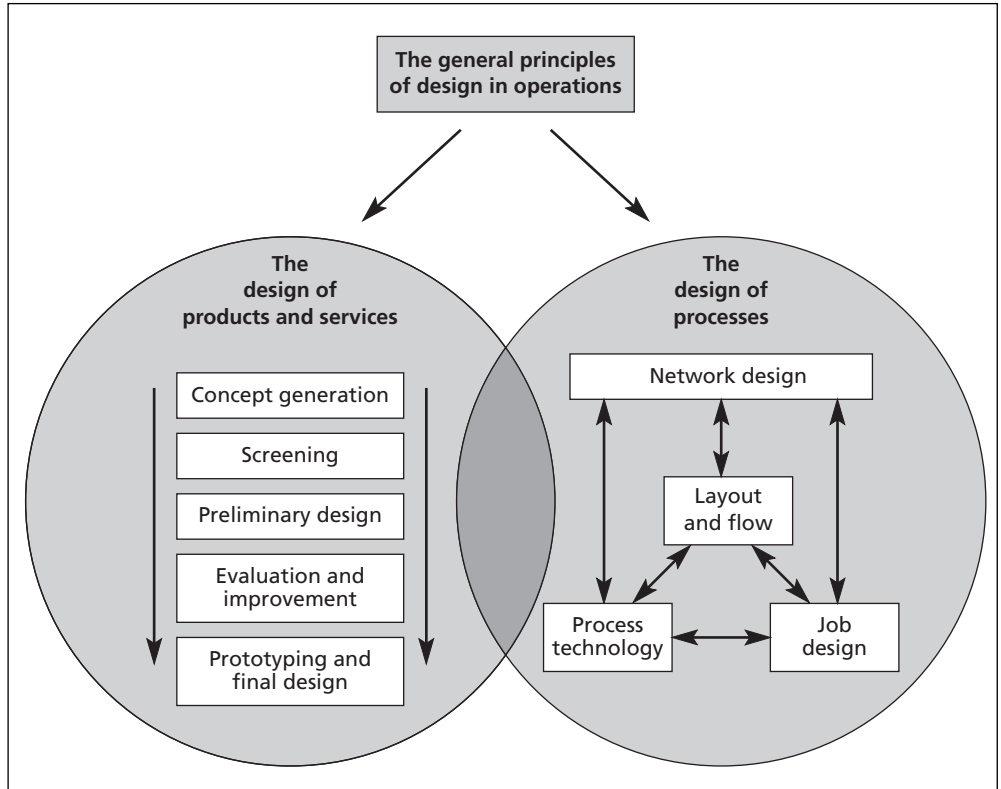 The general principles
of design in operations
The
design of
products and services
Concept generation
Screening
Preliminary design
Evaluation and
improvement
Prototyping and
final design
The
design of
processes
Network design
Layout
and flow
Process
technology
Job
design